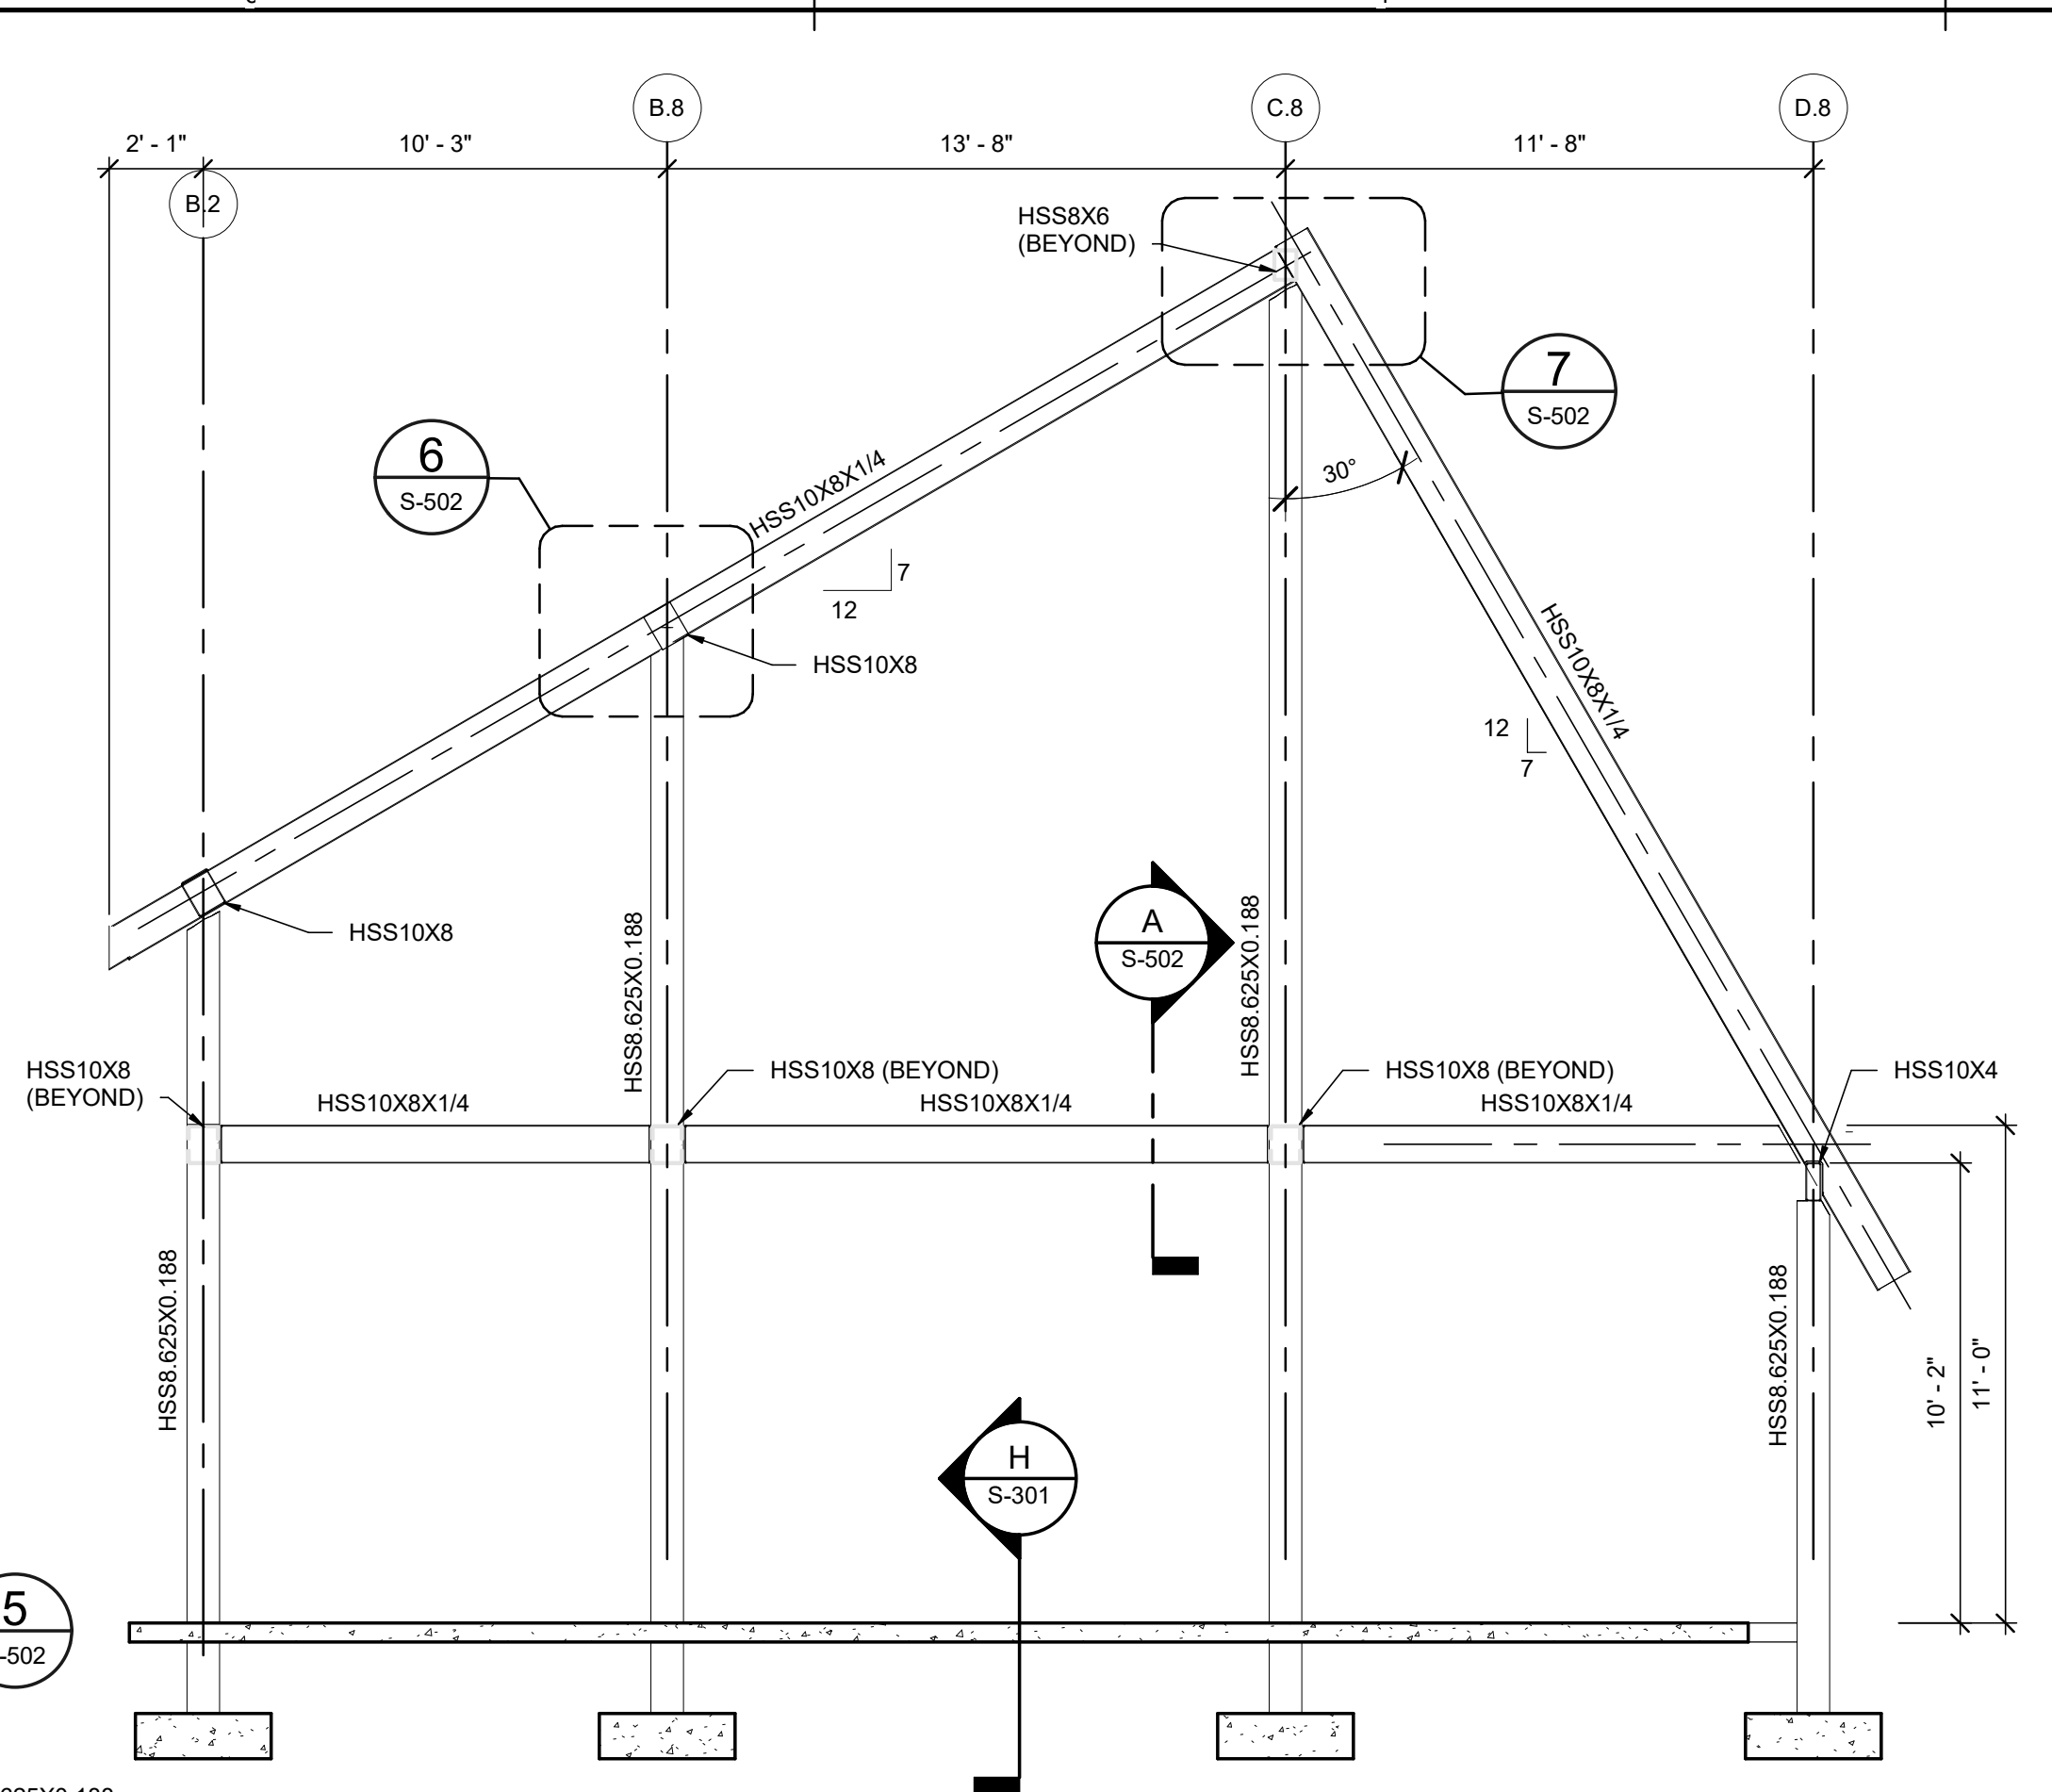 B.8
C.8
D.8
2' - 1"
10' - 3"
13' - 8"
11' - 8"
B.2
HSS8X6
(BEYOND)
7
S-502
6
S-502
HSS10X8X1/4
30°
7
12
HSS10X8
HSS10X8X1/4
12
7
HSS10X8
HSS8.625X0.188
A
S-502
HSS8.625X0.188
HSS10X8
(BEYOND)
HSS10X8X1/4
HSS10X8 (BEYOND)
HSS10X8X1/4
HSS10X8 (BEYOND)
HSS10X8X1/4
HSS10X4
HSS8.625X0.188
HSS8.625X0.188
10' - 2"
11' - 0"
H
S-301
5
-502